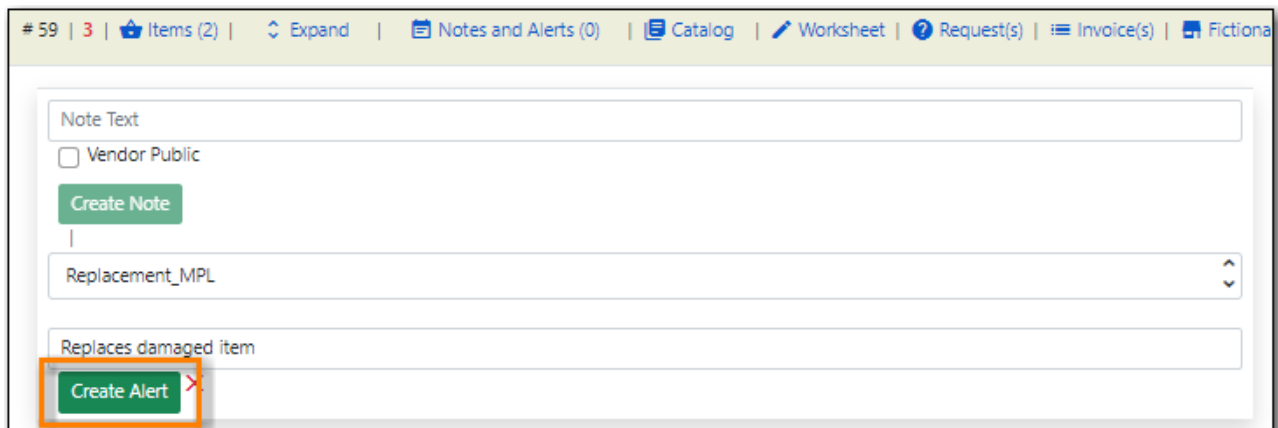 # 59 | 3 | Items (2) | Expand | Notes and Alerts (0) | Catalog | Worksheet | Request(s) | Invoice(s) | Fictiona
Note Text
Vendor Public
Create Note
|
Replacement_MPL
Replaces damaged item
Create Alert